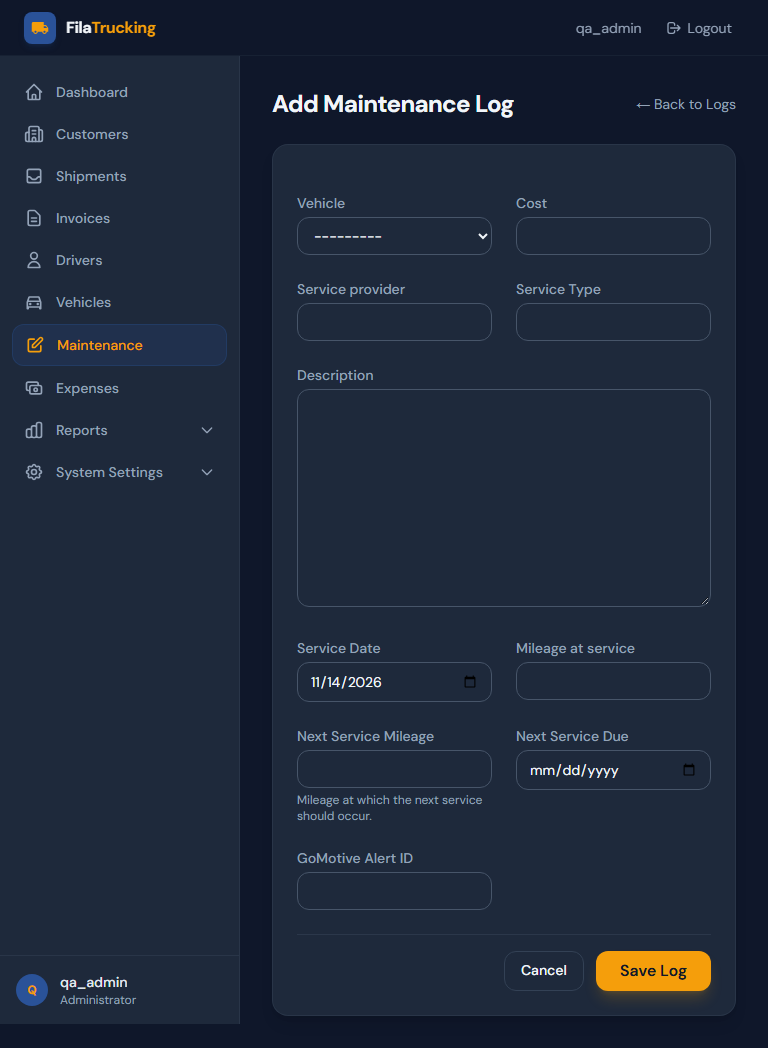 FilaTrucking
qa_admin
Logout
Dashboard
Customers
Shipments
Invoices
Drivers
Vehicles
Maintenance
Expenses
Reports
System Settings
Q
qa_admin
Administrator
Add Maintenance Log
← Back to Logs
Vehicle
Cost
---------
Service provider
Service Type
Description
Service Date
Mileage at service
11/14/2026
Next Service Mileage
Next Service Due
mm/dd/yyyy
Mileage at which the next service
should occur.
GoMotive Alert ID
Cancel
Save Log